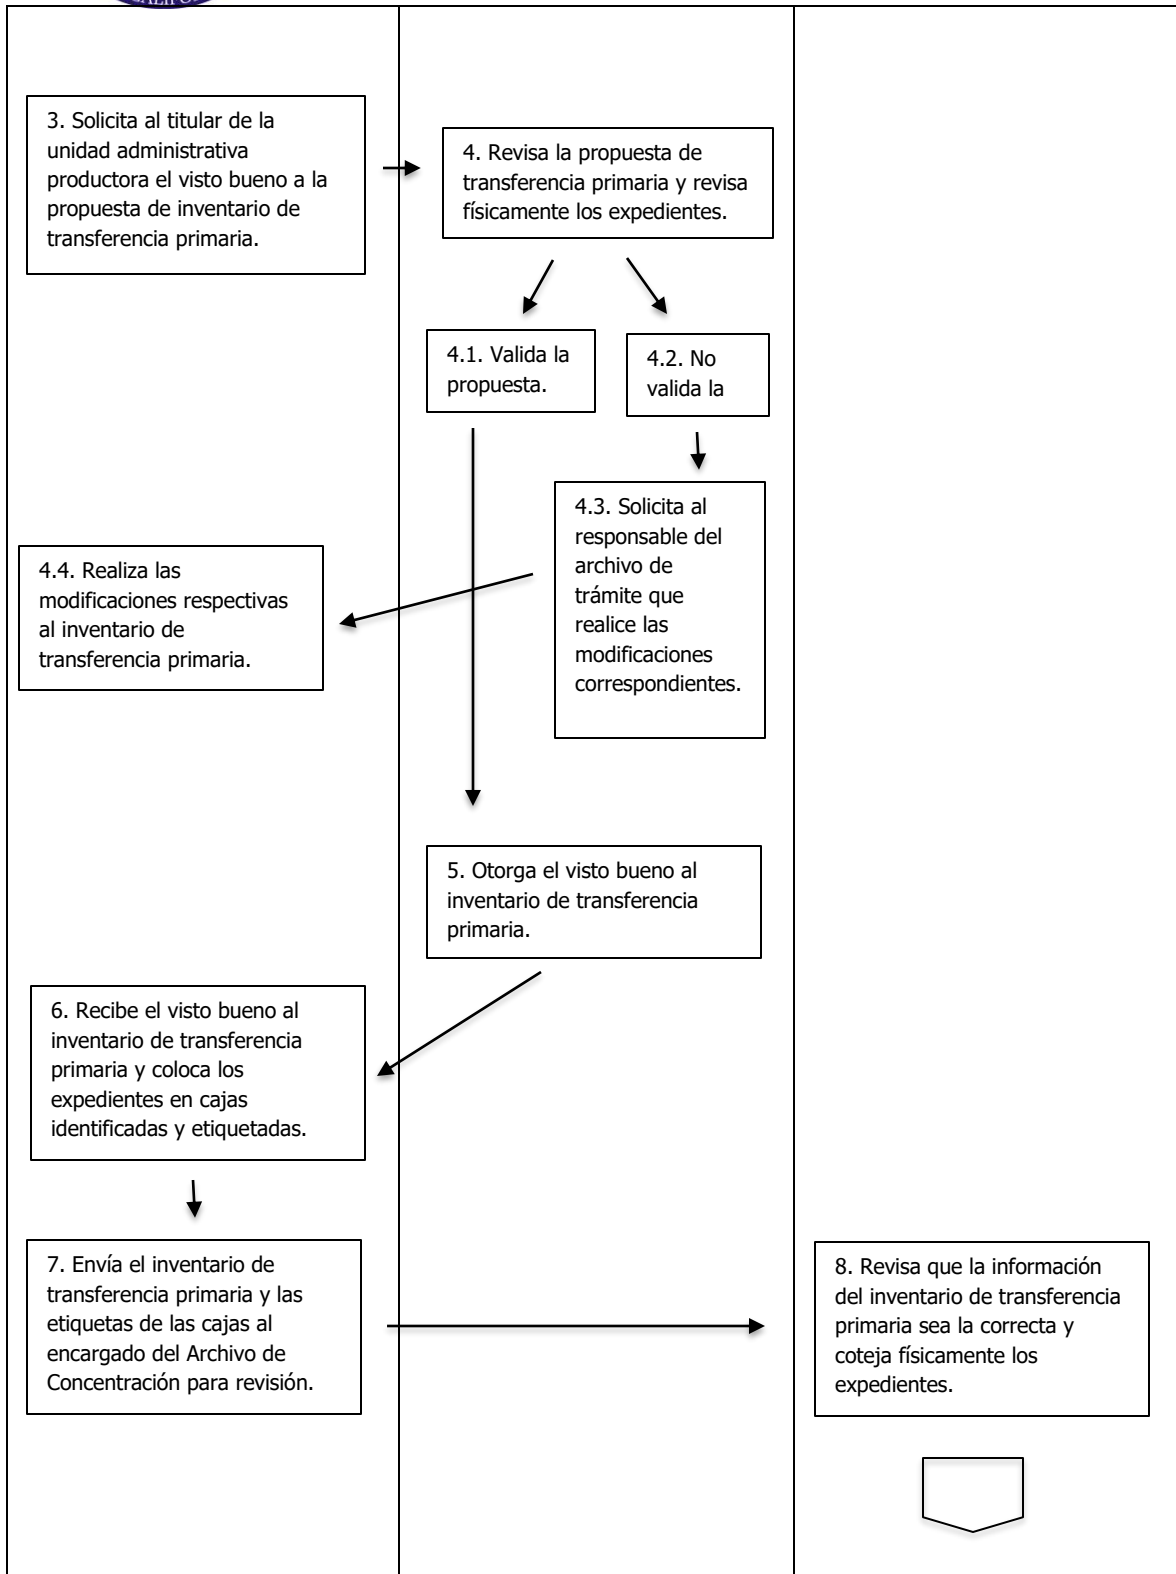 3. Solicita al titular de la
unidad administrativa
productora el visto bueno a la
propuesta de inventario de
transferencia primaria.
4. Revisa la propuesta de
transferencia primaria y revisa
físicamente los expedientes.
4.1. Valida la
propuesta.
4.2. No
valida la
4.3. Solicita al
responsable del
archivo de
trámite que
realice las
modificaciones
correspondientes.
4.4. Realiza las
modificaciones respectivas
al inventario de
transferencia primaria.
5. Otorga el visto bueno al
inventario de transferencia
primaria.
6. Recibe el visto bueno al
inventario de transferencia
primaria y coloca los
expedientes en cajas
identificadas y etiquetadas.
7. Envía el inventario de
transferencia primaria y las
etiquetas de las cajas al
encargado del Archivo de
Concentración para revisión.
8. Revisa que la información
del inventario de transferencia
primaria sea la correcta y
coteja físicamente los
expedientes.